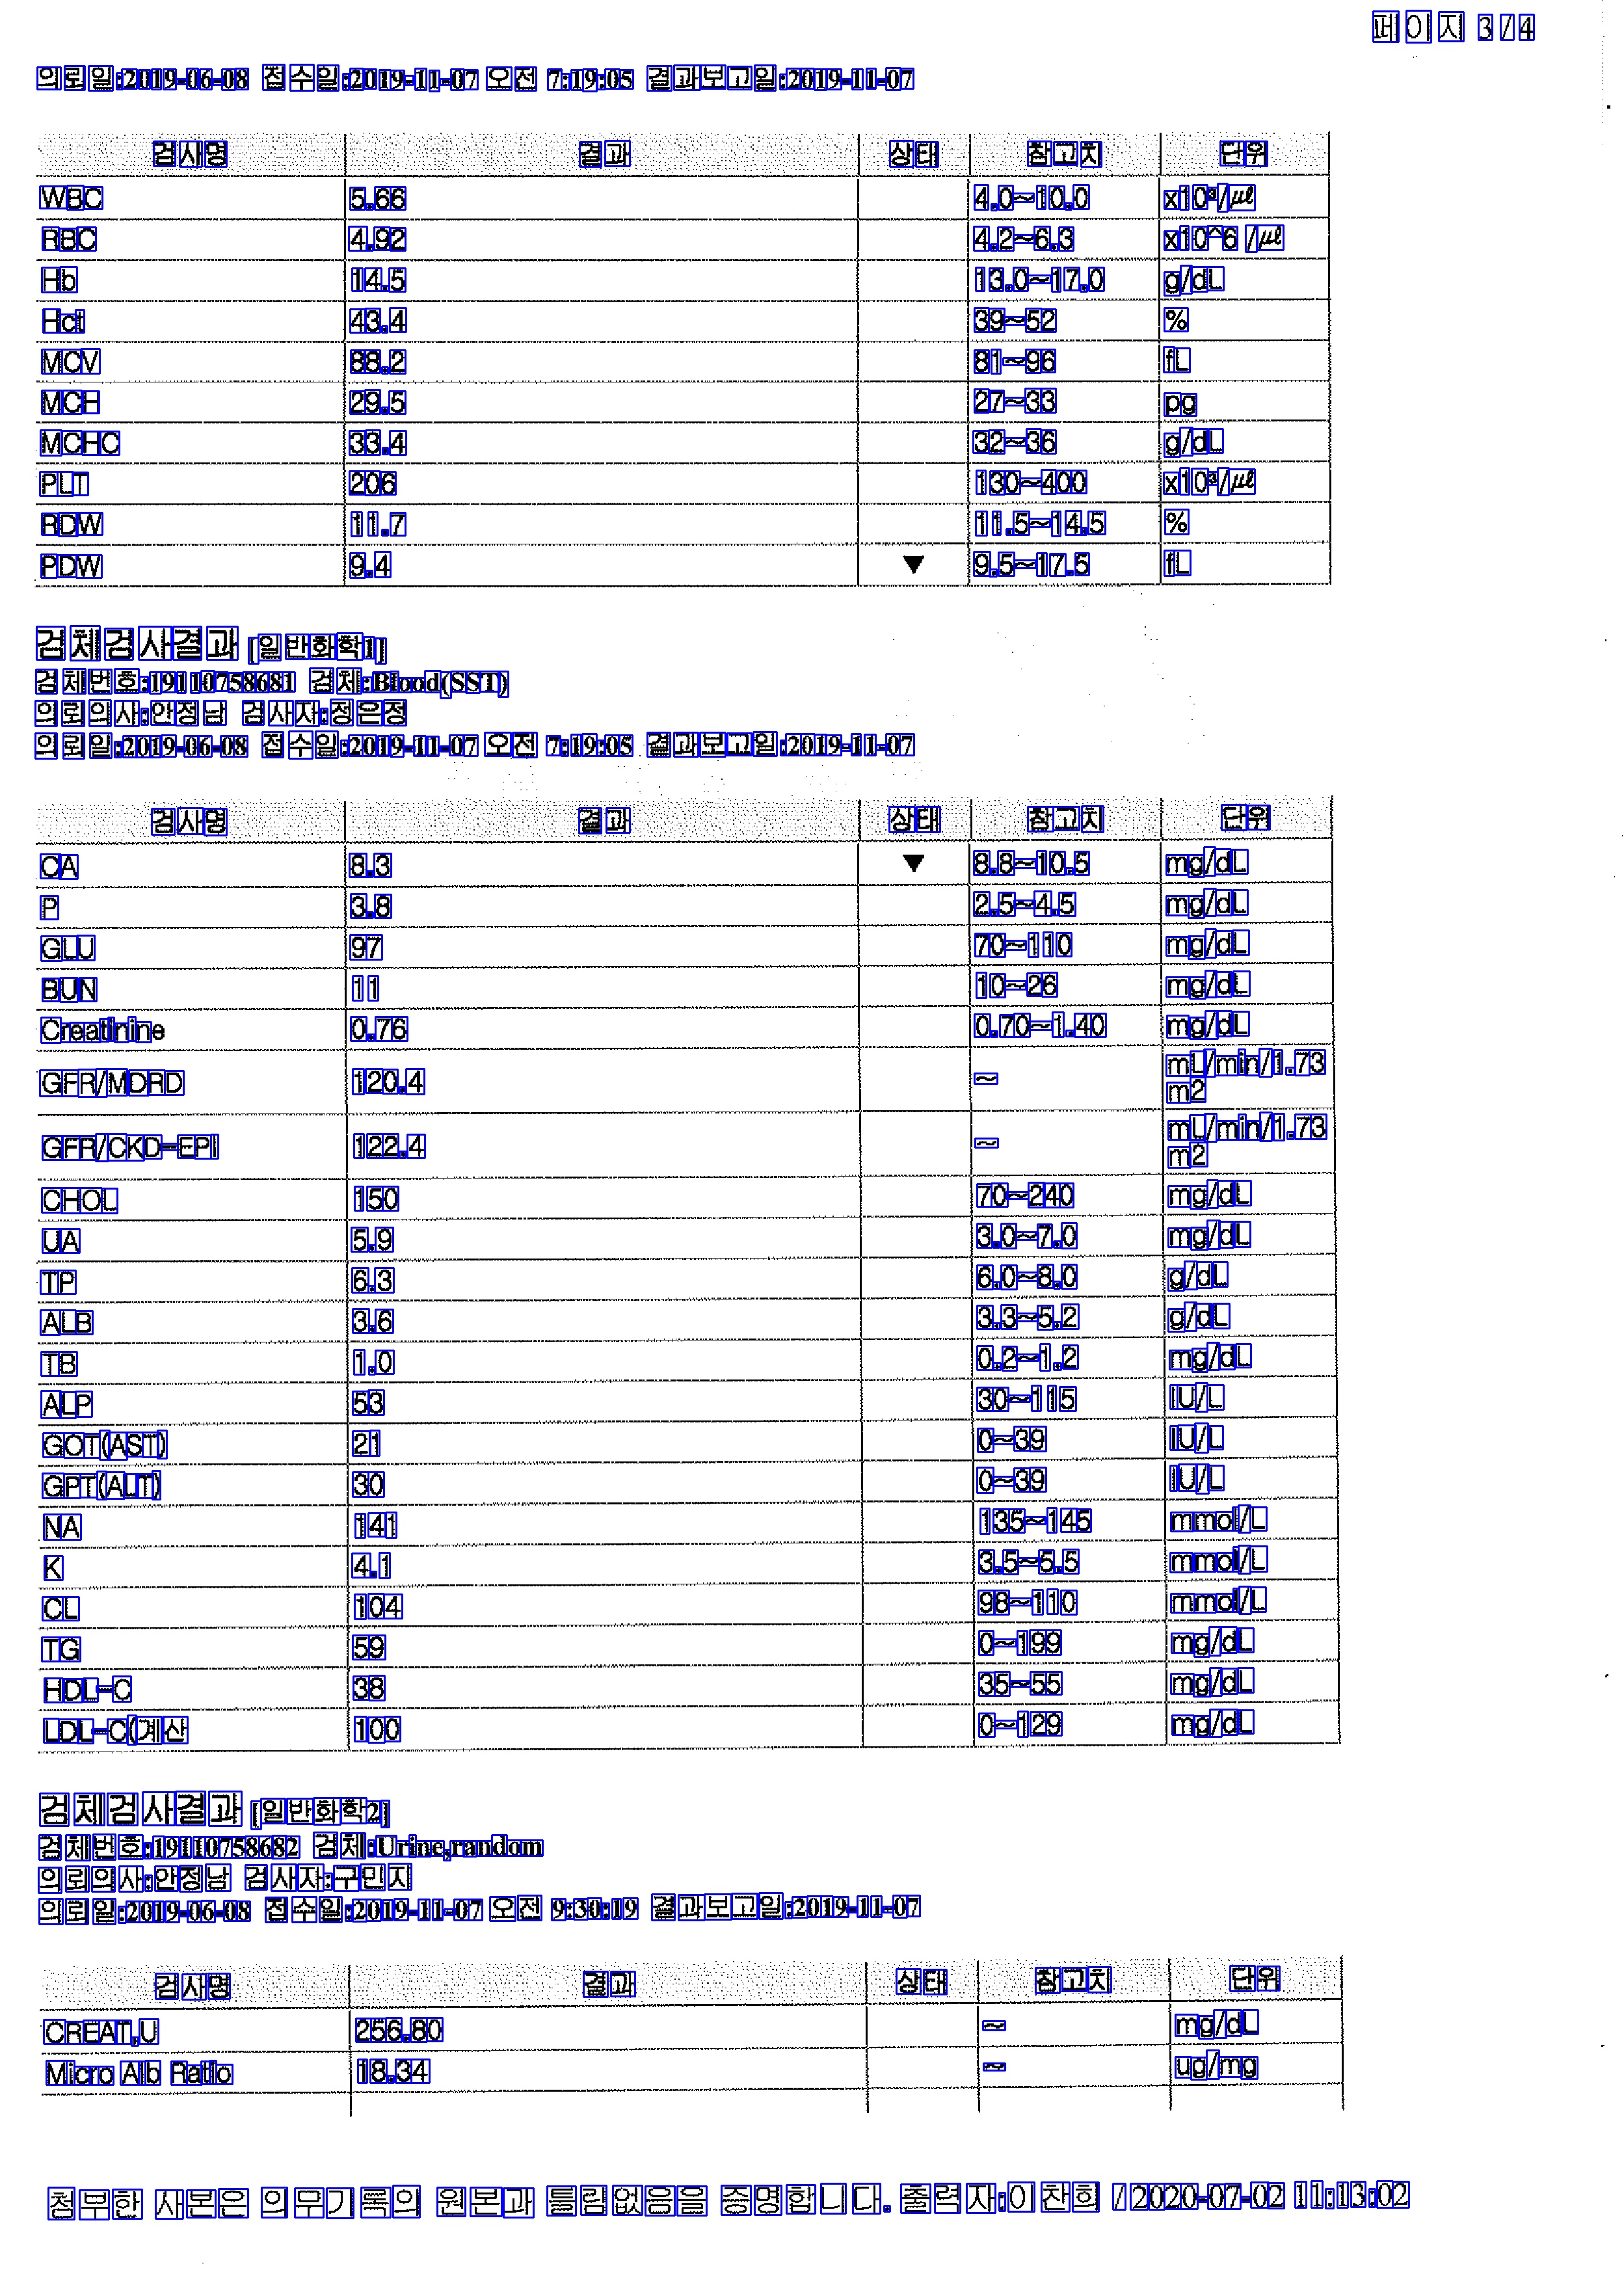 페이지 3 / 4
의뢰일:2019-06-08 접수일:2019-11-07 오전 7:19:05 결과보고일:2019-11-07
검사명 결과 상태 참고치 단위
WBC 5.66 4.0~10.0 x10³/㎕
RBC 4.92 4.2~6.3 x10^6 /㎕
Hb 14.5 13.0~17.0 g/dL
Hct 43.4 39~52 %
MCV 88.2 81~96 fL
MCH 29.5 27~33 pg
MCHC 33.4 32~36 g/dL
PLT 206 130~400 x10³/㎕
RDW 11.7 11.5~14.5 %
PDW 9.4 ▼ 9.5~17.5 fL
검체검사결과 [일반화학1]
검체번호:19110758681 검체:Blood(SST)
의뢰의사:안정남 검사자:정은정
의뢰일:2019-06-08 접수일:2019-11-07 오전 7:19:05 결과보고일:2019-11-07
검사명 결과 상태 참고치 단위
CA 8.3 ▼ 8.8~10.5 mg/dL
P 3.8 2.5~4.5 mg/dL
GLU 97 70~110 mg/dL
BUN 11 10~26 mg/dL
Creatinine 0.76 0.70~1.40 mg/dL
GFR/MDRD 120.4 ~ mL/min/1.73
m2
GFR/CKD-EPI 122.4 ~ mL/min/1.73
m2
CHOL 150 70~240 mg/dL
UA 5.9 3.0~7.0 mg/dL
TP 6.3 6.0~8.0 g/dL
ALB 3.6 3.3~5.2 g/dL
TB 1.0 0.2~1.2 mg/dL
ALP 53 30~115 IU/L
GOT(AST) 21 0~39 IU/L
GPT(ALT) 30 0~39 IU/L
NA 141 135~145 mmol/L
K 4.1 3.5~5.5 mmol/L
CL 104 98~110 mmol/L
TG 59 0~199 mg/dL
HDL-C 38 35~55 mg/dL
LDL-C(계산 100 0~129 mg/dL
검체검사결과 [일반화학2]
검체번호:19110758682 검체:Urine,random
의뢰의사:안정남 검사자:구민지
의뢰일:2019-06-08 접수일:2019-11-07 오전 9:30:19 결과보고일:2019-11-07
검사명 결과 상태 참고치 단위
CREAT,U 256.80 ~ mg/dL
Micro Alb Ratio 18.34 ~ ug/mg
첨부한 사본은 의무기록의 원본과 틀림없음을 증명합니다. 출력자:이찬희 / 2020-07-02 11:13:02